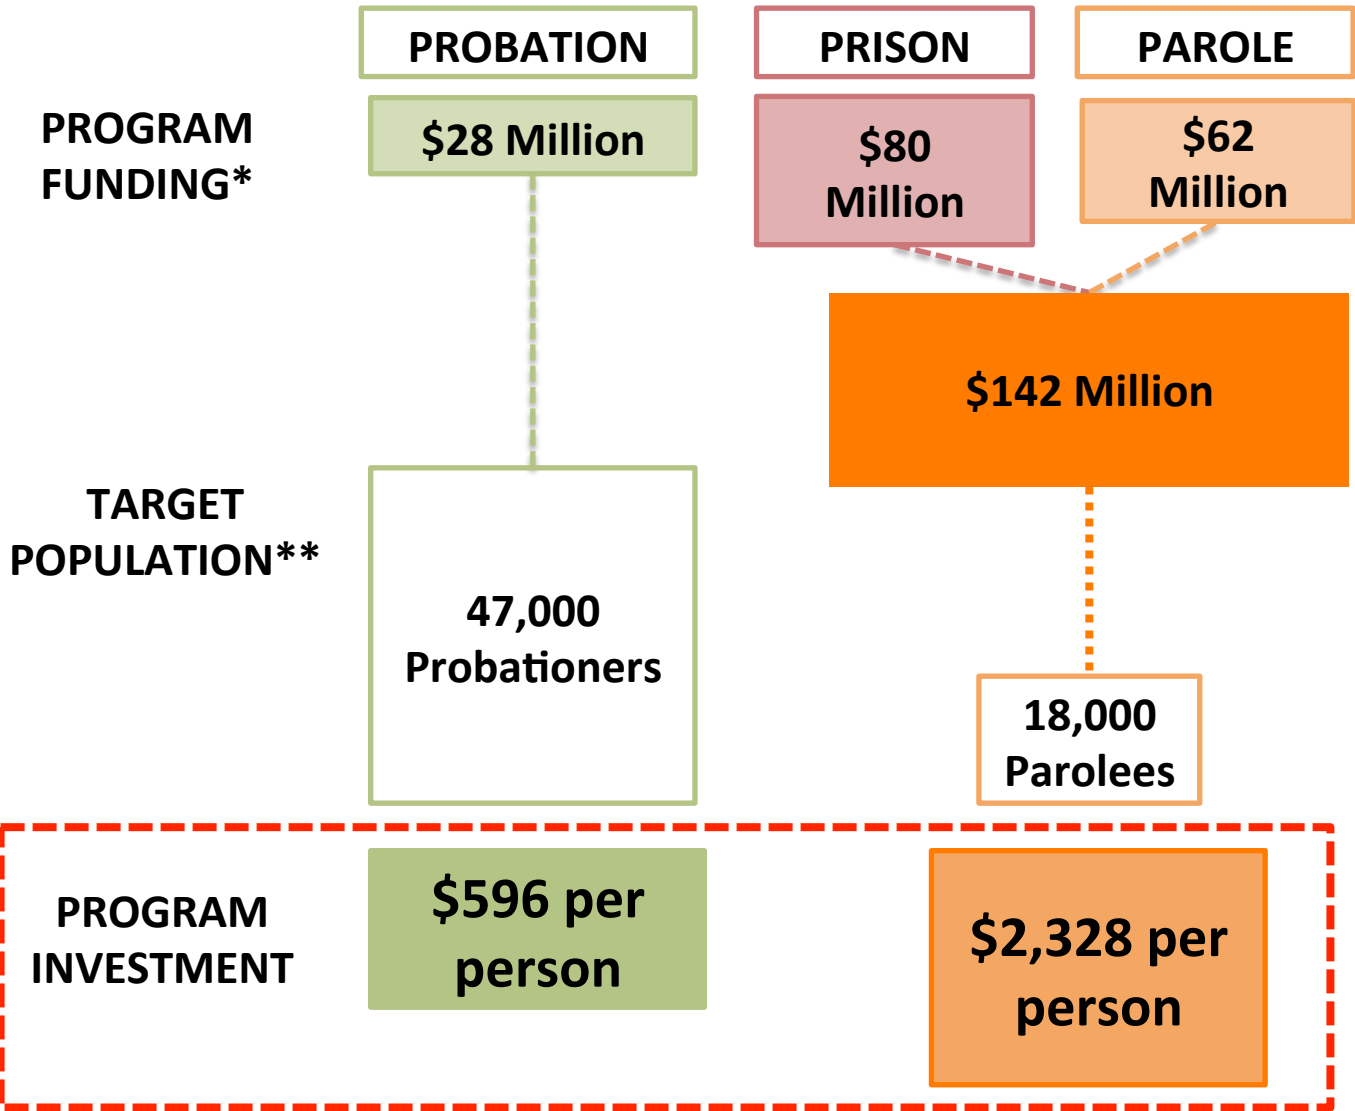 PROBATION
PRISON
PAROLE
PROGRAM
FUNDING*
$28 Million
$80
Million
$62
Million
$142 Million
TARGET
POPULATION**
47,000
Probationers
18,000
Parolees
PROGRAM
INVESTMENT
$596 per
person
$2,328 per
person